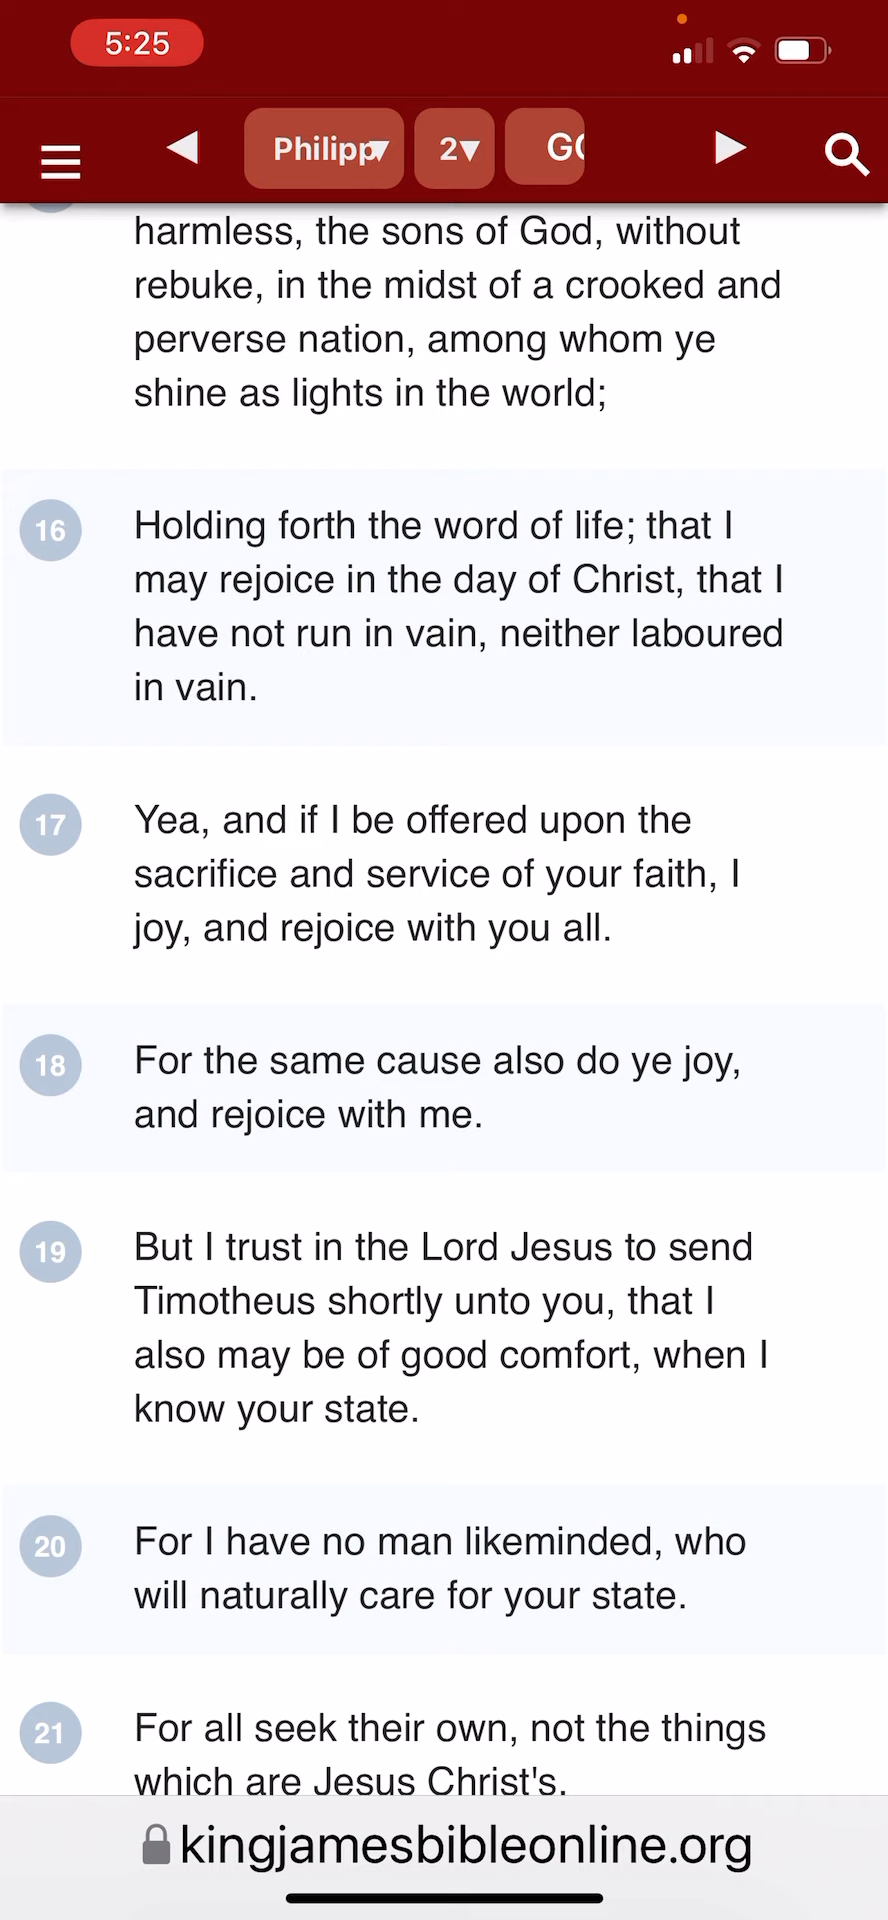 5:25
Philipp
2
GO
harmless, the sons of God, without
rebuke, in the midst of a crooked and
perverse nation, among whom ye
shine as lights in the world;
16
Holding forth the word of life; that I
may rejoice in the day of Christ, that I
have not run in vain, neither laboured
in vain.
17
Yea, and if I be offered upon the
sacrifice and service of your faith, I
joy, and rejoice with you all.
18
For the same cause also do ye joy,
and rejoice with me.
19
But I trust in the Lord Jesus to send
Timotheus shortly unto you, that I
also may be of good comfort, when I
know your state.
20
For I have no man likeminded, who
will naturally care for your state.
21
For all seek their own, not the things
which are Jesus Christ's.
kingjamesbibleonline.org